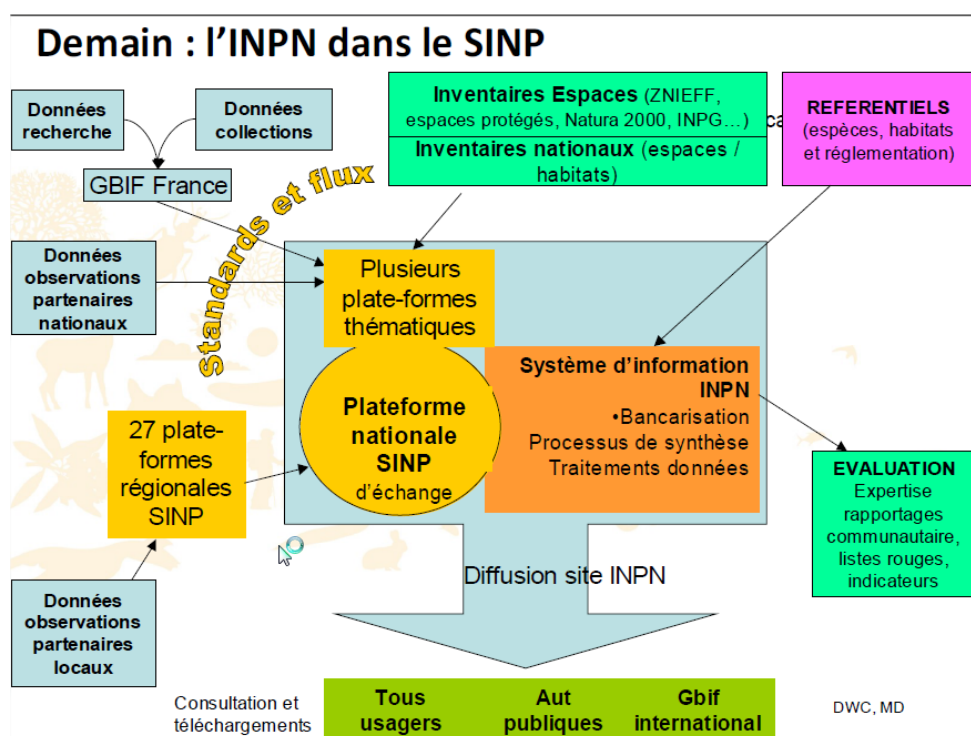 Demain : l'INPN dans le SINP
Données
recherche
Données
collections
GBIF France
Inventaires Espaces (ZNIEFF,
espaces protégés, Natura 2000, INPG…)
Inventaires nationaux (espaces /
habitats)
REFERENTIELS
(espèces, habitats
et réglementation)
Standards et flux
Données
observations
partenaires
nationaux
Plusieurs
plate-formes
thématiques
Système d'information
INPN
•Bancarisation
Processus de synthèse
Traitements données
Plateforme
nationale
SINP
d'échange
27 plate-
formes
régionales
SINP
EVALUATION
Expertise
rapportages
communautaire,
listes rouges,
indicateurs
Données
observations
partenaires
locaux
Diffusion site INPN
Consultation et
téléchargements
Tous
usagers
Aut
publiques
Gbif
international
DWC, MD